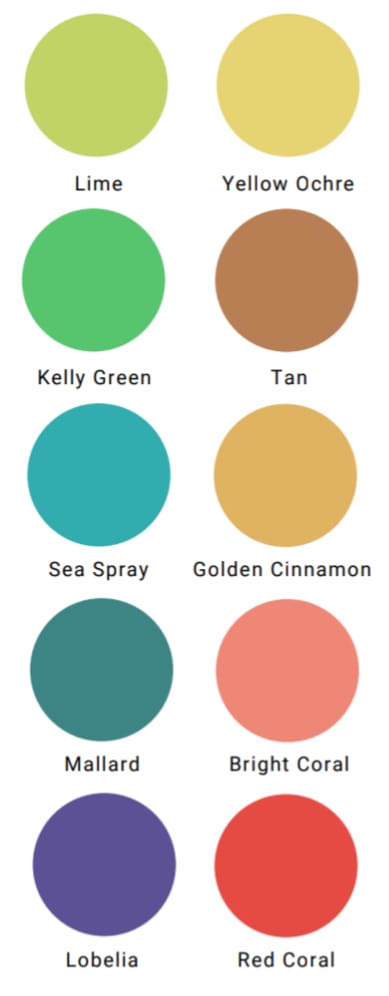 Lime
Yellow Ochre
Kelly Green
Tan
Sea Spray
Golden Cinnamon
Mallard
Bright Coral
Lobelia
Red Coral